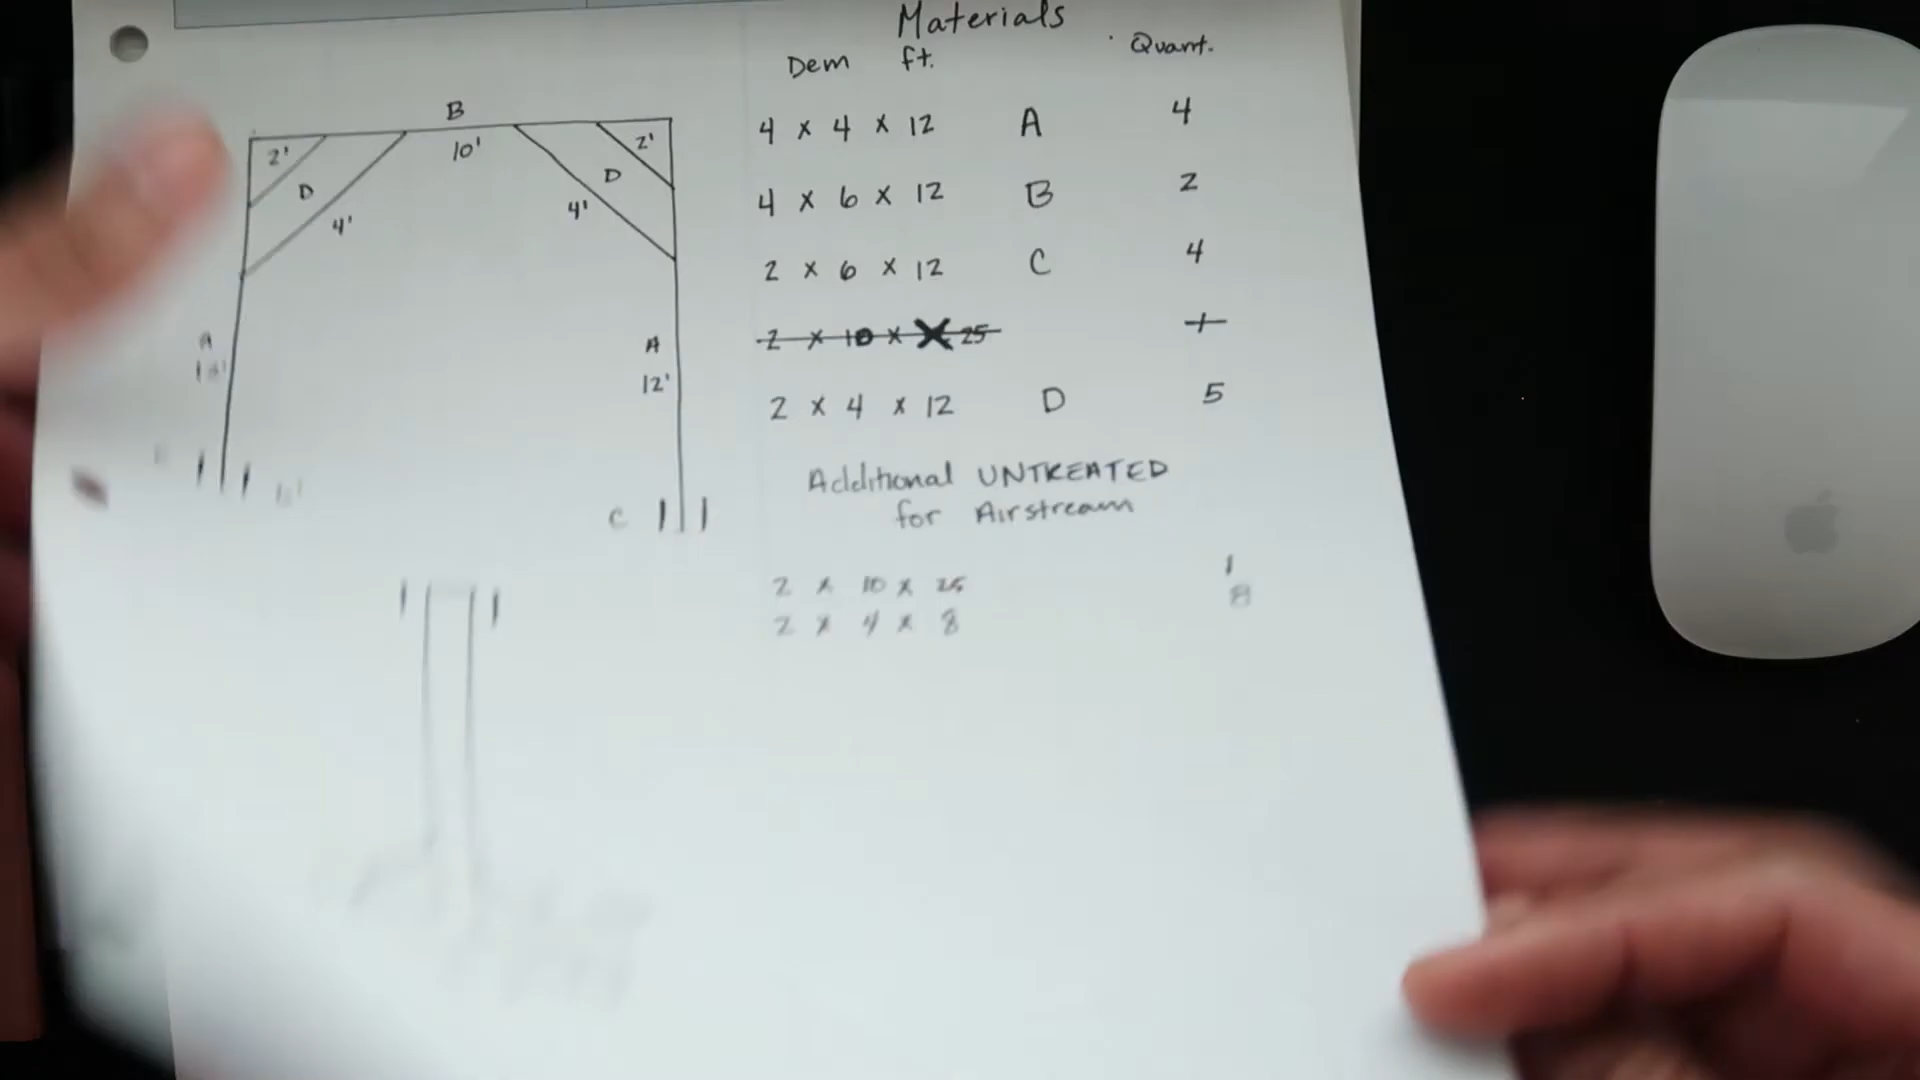 Materials
Dem ft. Quant.
4 x 4 x 12 A 4
4 x 6 x 12 B 2
2 x 6 x 12 C 4
2 x 10 x 25 1
2 x 4 x 12 D 5
Additional UNTREATED
for Airstream
2 x 10 x 25 1
2 x 4 x 8 8
B
2' 10' 2'
D D
4' 4'
A A
12'
C